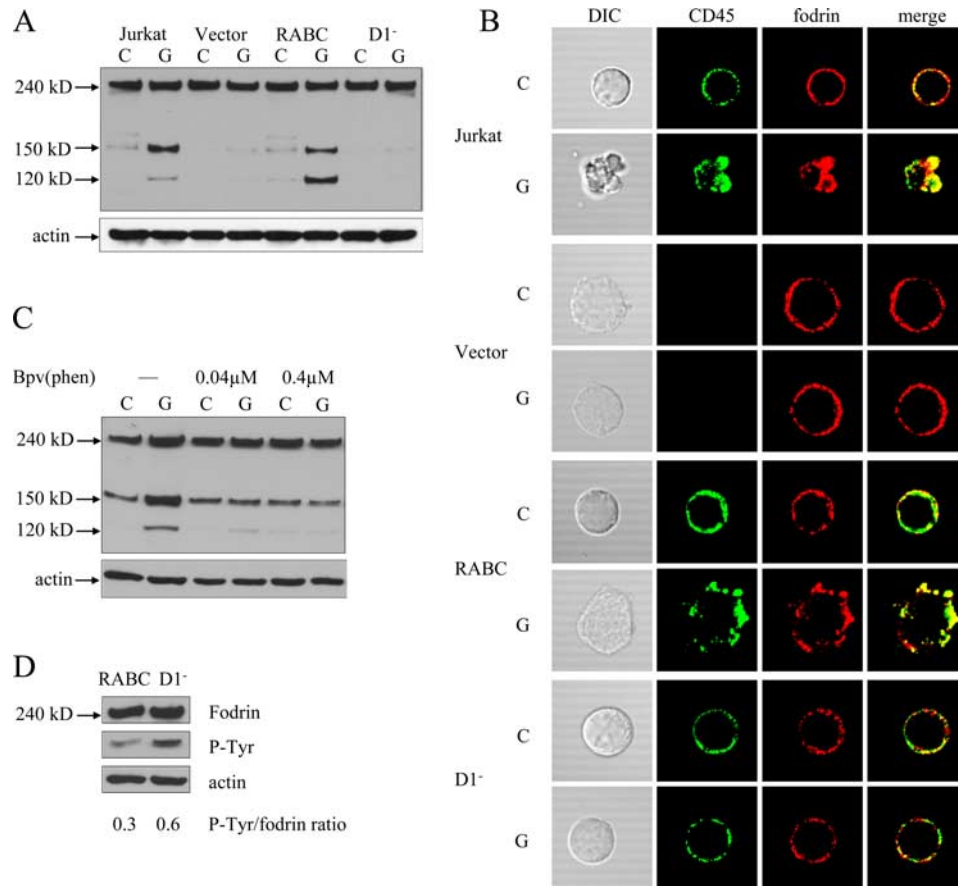 A
Jurkat Vector RABC D1-
C G C G C G C G
240 kD
150 kD
120 kD
actin
B
DIC CD45 fodrin merge
C
Jurkat
G
C
Vector
G
C
RABC
G
C
D1-
G
C
Bpv(phen) — 0.04µM 0.4µM
C G C G C G
240 kD
150 kD
120 kD
actin
D
RABC D1-
240 kD Fodrin
P-Tyr
actin
0.3 0.6 P-Tyr/fodrin ratio